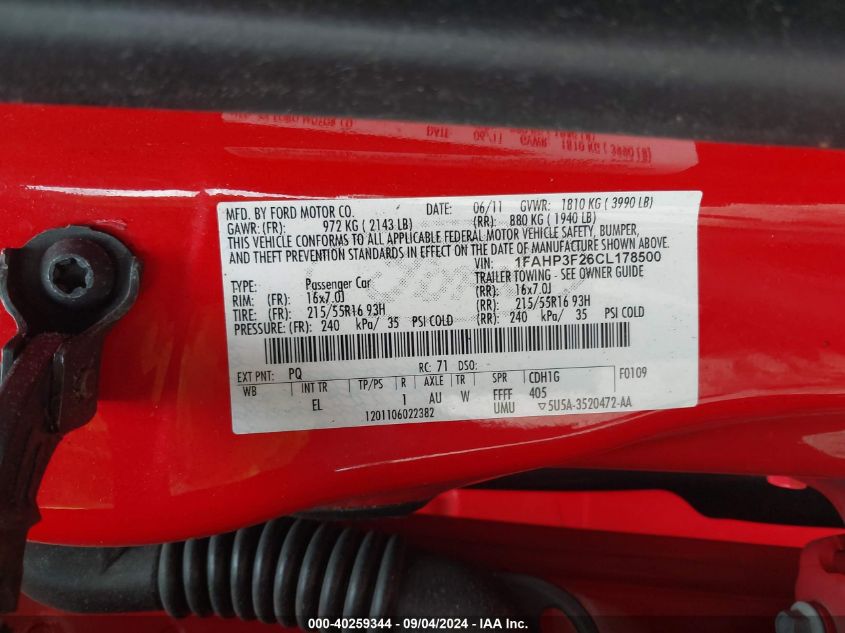 MFD. BY FORD MOTOR CO. DATE: 06/11 GVWR: 1810 KG ( 3990 LB)
GAWR: (FR): 972 KG ( 2143 LB) (RR): 880 KG ( 1940 LB)
THIS VEHICLE CONFORMS TO ALL APPLICABLE FEDERAL MOTOR VEHICLE SAFETY, BUMPER,
AND THEFT PREVENTION STANDARDS IN EFFECT ON THE DATE OF MANUFACTURE SHOWN ABOVE.
VIN: 1FAHP3F26CL178500
TYPE: Passenger Car TRAILER TOWING - SEE OWNER GUIDE
RIM: (FR): 16x7.0J (RR): 16x7.0J
TIRE: (FR): 215/55R16 93H (RR): 215/55R16 93H
PRESSURE: (FR): 240 kPa/ 35 PSI COLD (RR): 240 kPa/ 35 PSI COLD
EXT PNT: PQ RC: 71 DSO: F0109
WB INT TR TP/PS R AXLE TR SPR CDH1G
EL 1 AU W FFFF 405
1201106022382 UMU ▽5U5A-3520472-AA
000-40259344 - 09/04/2024 - IAA Inc.